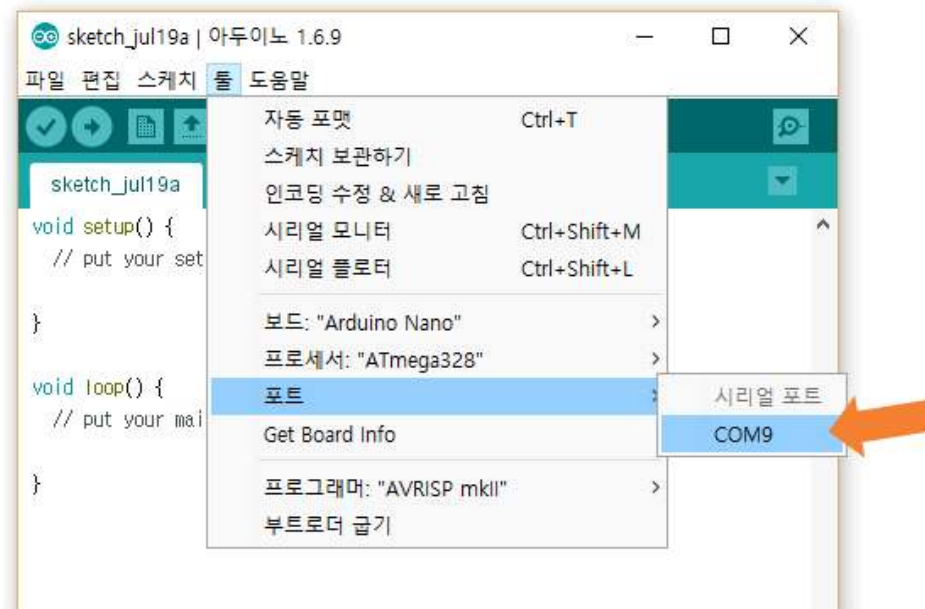 sketch_jul19a | 아두이노 1.6.9
파일 편집 스케치 툴 도움말
sketch_jul19a
void setup() {
// put your set
}
void loop() {
// put your mai
}
자동 포맷 Ctrl+T
스케치 보관하기
인코딩 수정 & 새로 고침
시리얼 모니터 Ctrl+Shift+M
시리얼 플로터 Ctrl+Shift+L
보드: "Arduino Nano"
프로세서: "ATmega328"
포트
Get Board Info
프로그래머: "AVRISP mkII"
부트로더 굽기
시리얼 포트
COM9